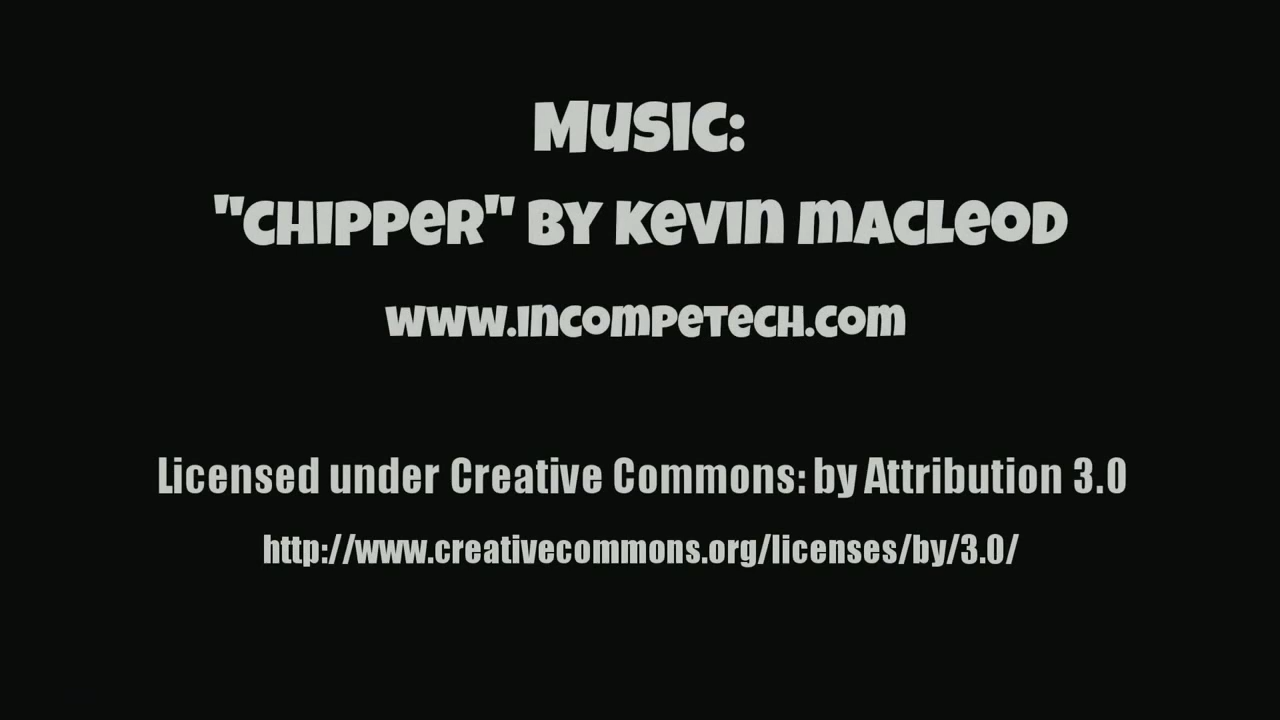 MUSIC:
"CHIPPER" BY KEVIN MACLEOD
WWW.INCOMPETECH.COM
Licensed under Creative Commons: by Attribution 3.0
http://www.creativecommons.org/licenses/by/3.0/